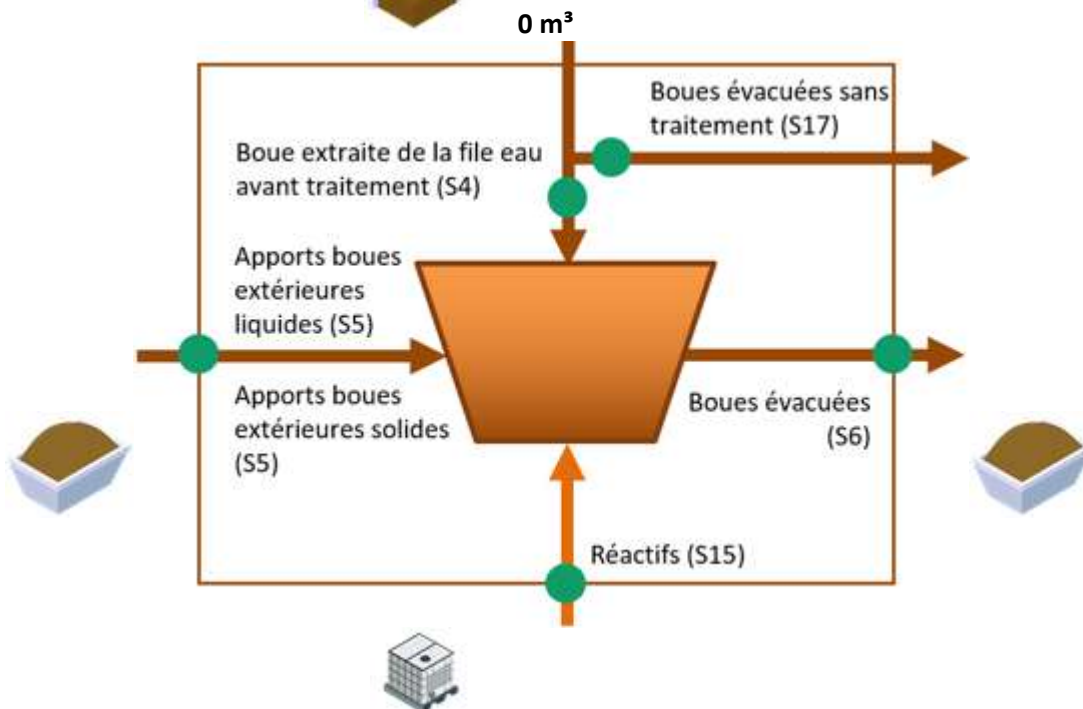 0 m³
Boues évacuées sans
traitement (S17)
Boue extraite de la file eau
avant traitement (S4)
Apports boues
extérieures
liquides (S5)
Apports boues
extérieures solides
(S5)
Boues évacuées
(S6)
Réactifs (S15)